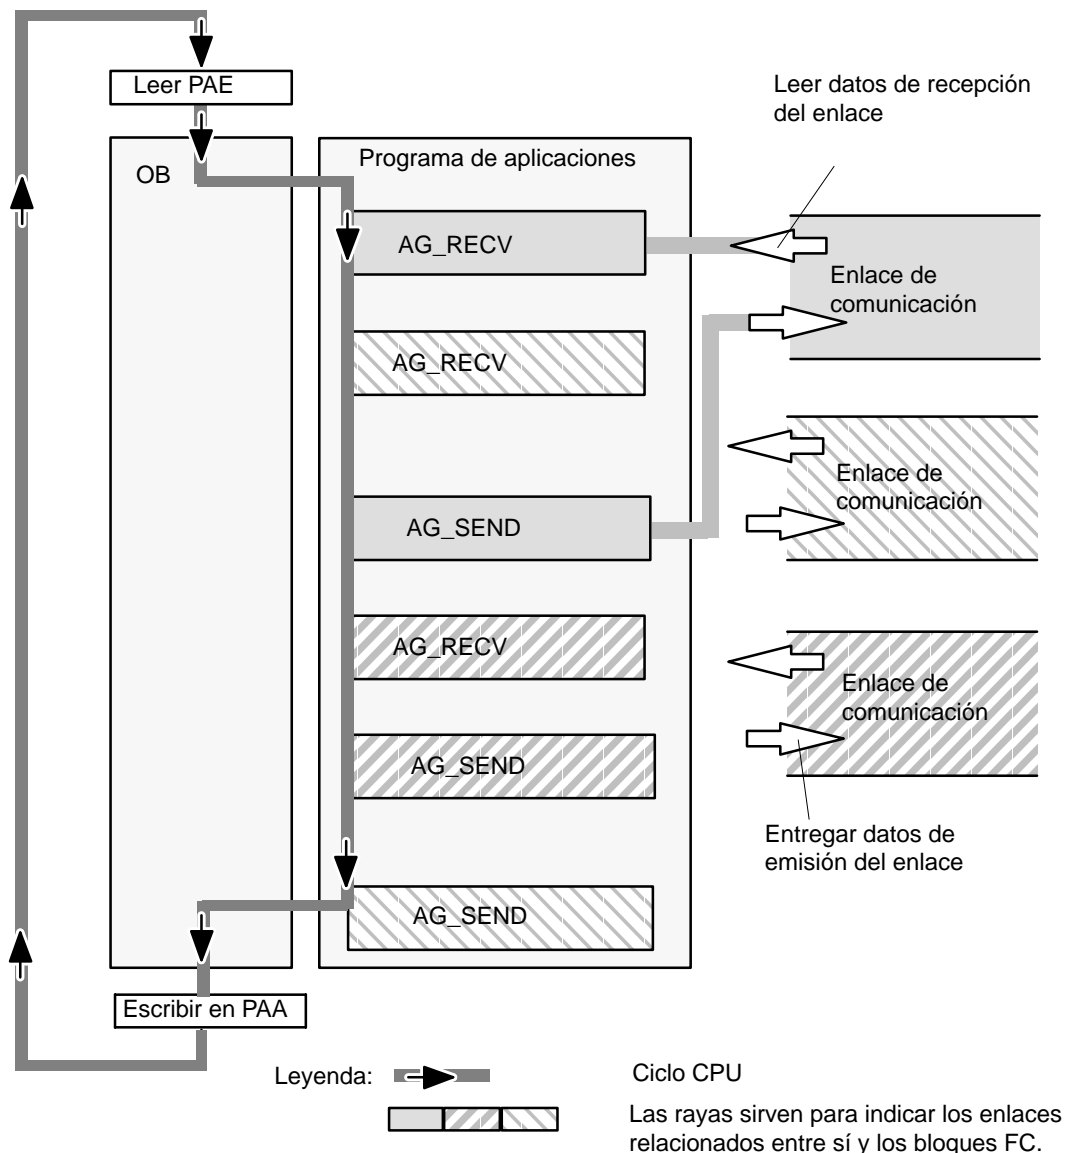 Leer PAE
Leer datos de recepción
del enlace
OB
Programa de aplicaciones
AG_RECV
Enlace de
comunicación
AG_RECV
Enlace de
comunicación
AG_SEND
AG_RECV
Enlace de
comunicación
AG_SEND
Entregar datos de
emisión del enlace
AG_SEND
Escribir en PAA
Leyenda:
Ciclo CPU
Las rayas sirven para indicar los enlaces
relacionados entre sí y los bloques FC.